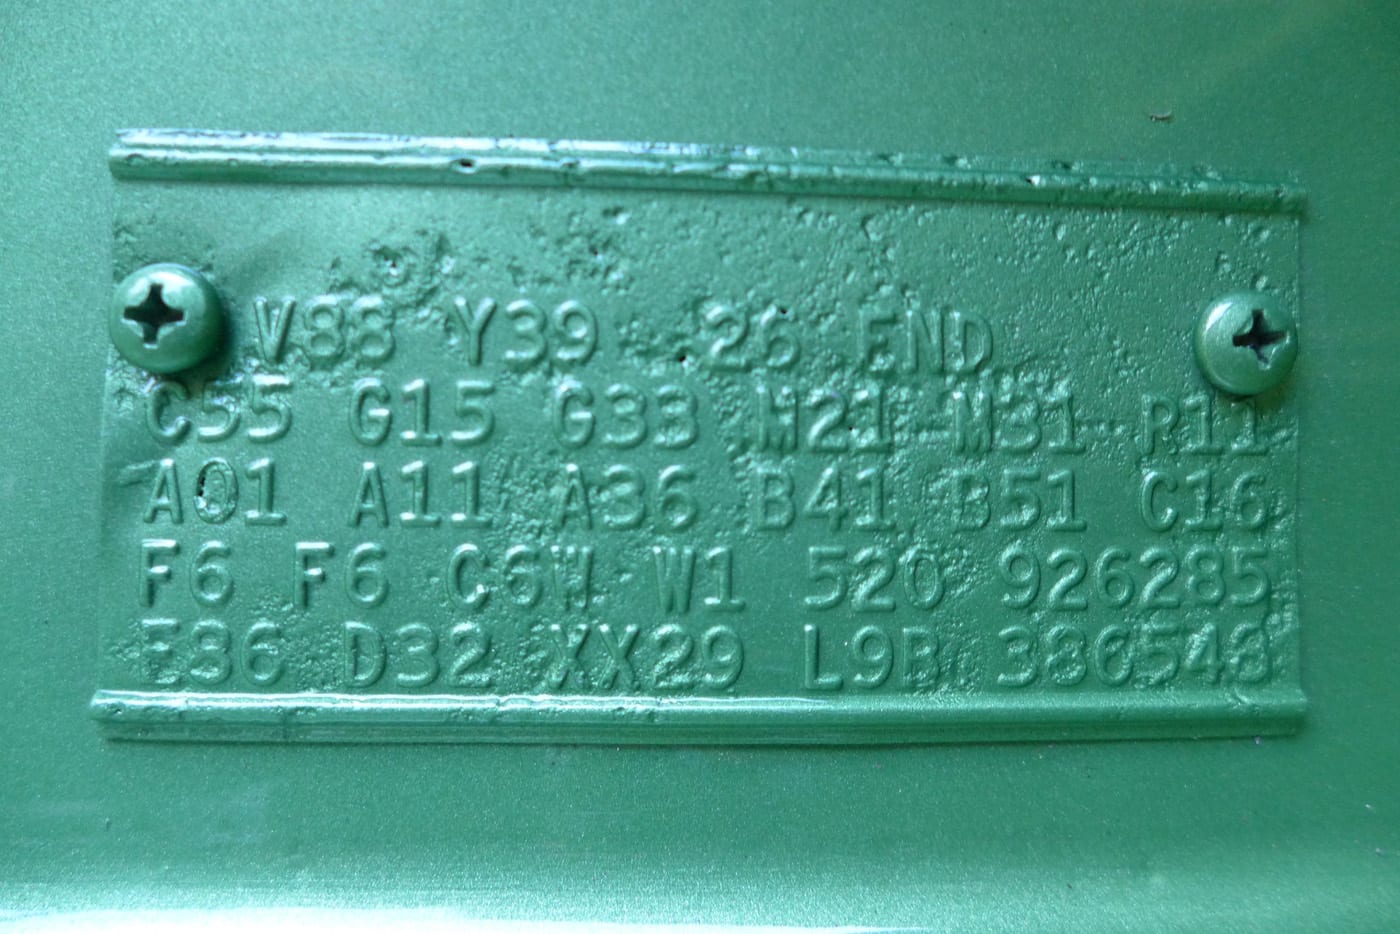 V88 Y39 26 END
C55 G15 G33 M21 M31 R11
A01 A11 A36 B41 B51 C16
F6 F6 C6W W1 520 926285
E86 D32 XX29 L9B 386543